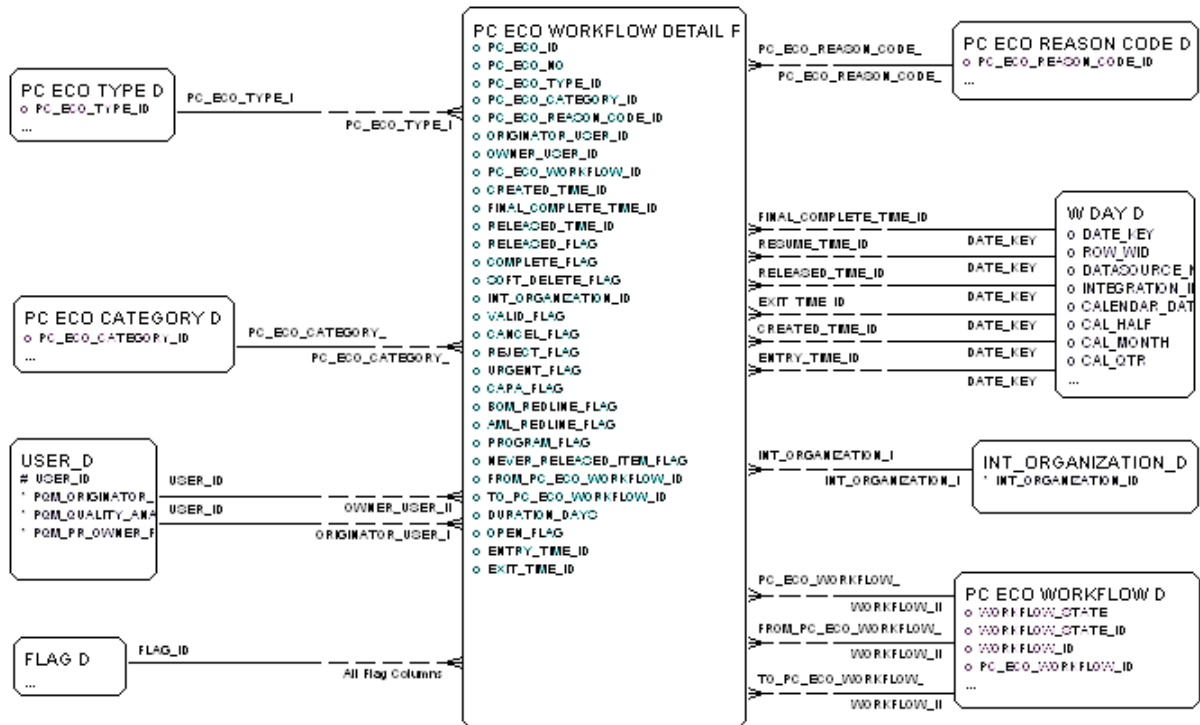 PC ECO TYPE D
PC_ECO_TYPE_ID
...
PC_ECO_TYPE_I
PC_ECO_TYPE_I
PC ECO CATEGORY D
PC_ECO_CATEGORY_ID
...
PC_ECO_CATEGORY_
PC_ECO_CATEGORY_
USER_D
# USER_ID
* PQM_ORIGINATOR_
* PQM_QUALITY_ANA
* PQM_PR_OWNER_F
USER_ID
OWNER_USER_II
USER_ID
ORIGINATOR_USER_I
FLAG D
...
FLAG_ID
All Flag Columns
PC ECO WORKFLOW DETAIL F
PC_ECO_ID
PC_ECO_NO
PC_ECO_TYPE_ID
PC_ECO_CATEGORY_ID
PC_ECO_REASON_CODE_ID
ORIGINATOR_USER_ID
OWNER_USER_ID
PC_ECO_WORKFLOW_ID
CREATED_TIME_ID
FINAL_COMPLETE_TIME_ID
RELEASED_TIME_ID
RELEASED_FLAG
COMPLETE_FLAG
SOFT_DELETE_FLAG
INT_ORGANIZATION_ID
VALID_FLAG
CANCEL_FLAG
REJECT_FLAG
URGENT_FLAG
CAPA_FLAG
BOM_REDLINE_FLAG
AML_REDLINE_FLAG
PROGRAM_FLAG
NEVER_RELEASED_ITEM_FLAG
FROM_PC_ECO_WORKFLOW_ID
TO_PC_ECO_WORKFLOW_ID
DURATION_DAYS
OPEN_FLAG
ENTRY_TIME_ID
EXIT_TIME_ID
PC_ECO_REASON_CODE_
PC_ECO_REASON_CODE_
PC ECO REASON CODE D
PC_ECO_REASON_CODE_ID
...
FINAL_COMPLETE_TIME_ID
DATE_KEY
RESUME_TIME_ID
DATE_KEY
RELEASED_TIME_ID
DATE_KEY
EXIT TIME ID
DATE_KEY
CREATED_TIME_ID
DATE_KEY
ENTRY_TIME_ID
DATE_KEY
W DAY D
DATE_KEY
ROW_WID
DATASOURCE_N
INTEGRATION_II
CALENDAR_DAT
CAL_HALF
CAL_MONTH
CAL_QTR
...
INT_ORGANIZATION_I
INT_ORGANIZATION_I
INT_ORGANIZATION_D
* INT_ORGANIZATION_ID
PC_ECO_WORKFLOW_
WORKFLOW_II
FROM_PC_ECO_WORKFLOW_
WORKFLOW_II
TO_PC_ECO_WORKFLOW_
WORKFLOW_II
PC ECO WORKFLOW D
WORKFLOW_STATE
WORKFLOW_STATE_ID
WORKFLOW_ID
PC_ECO_WORKFLOW_ID
...